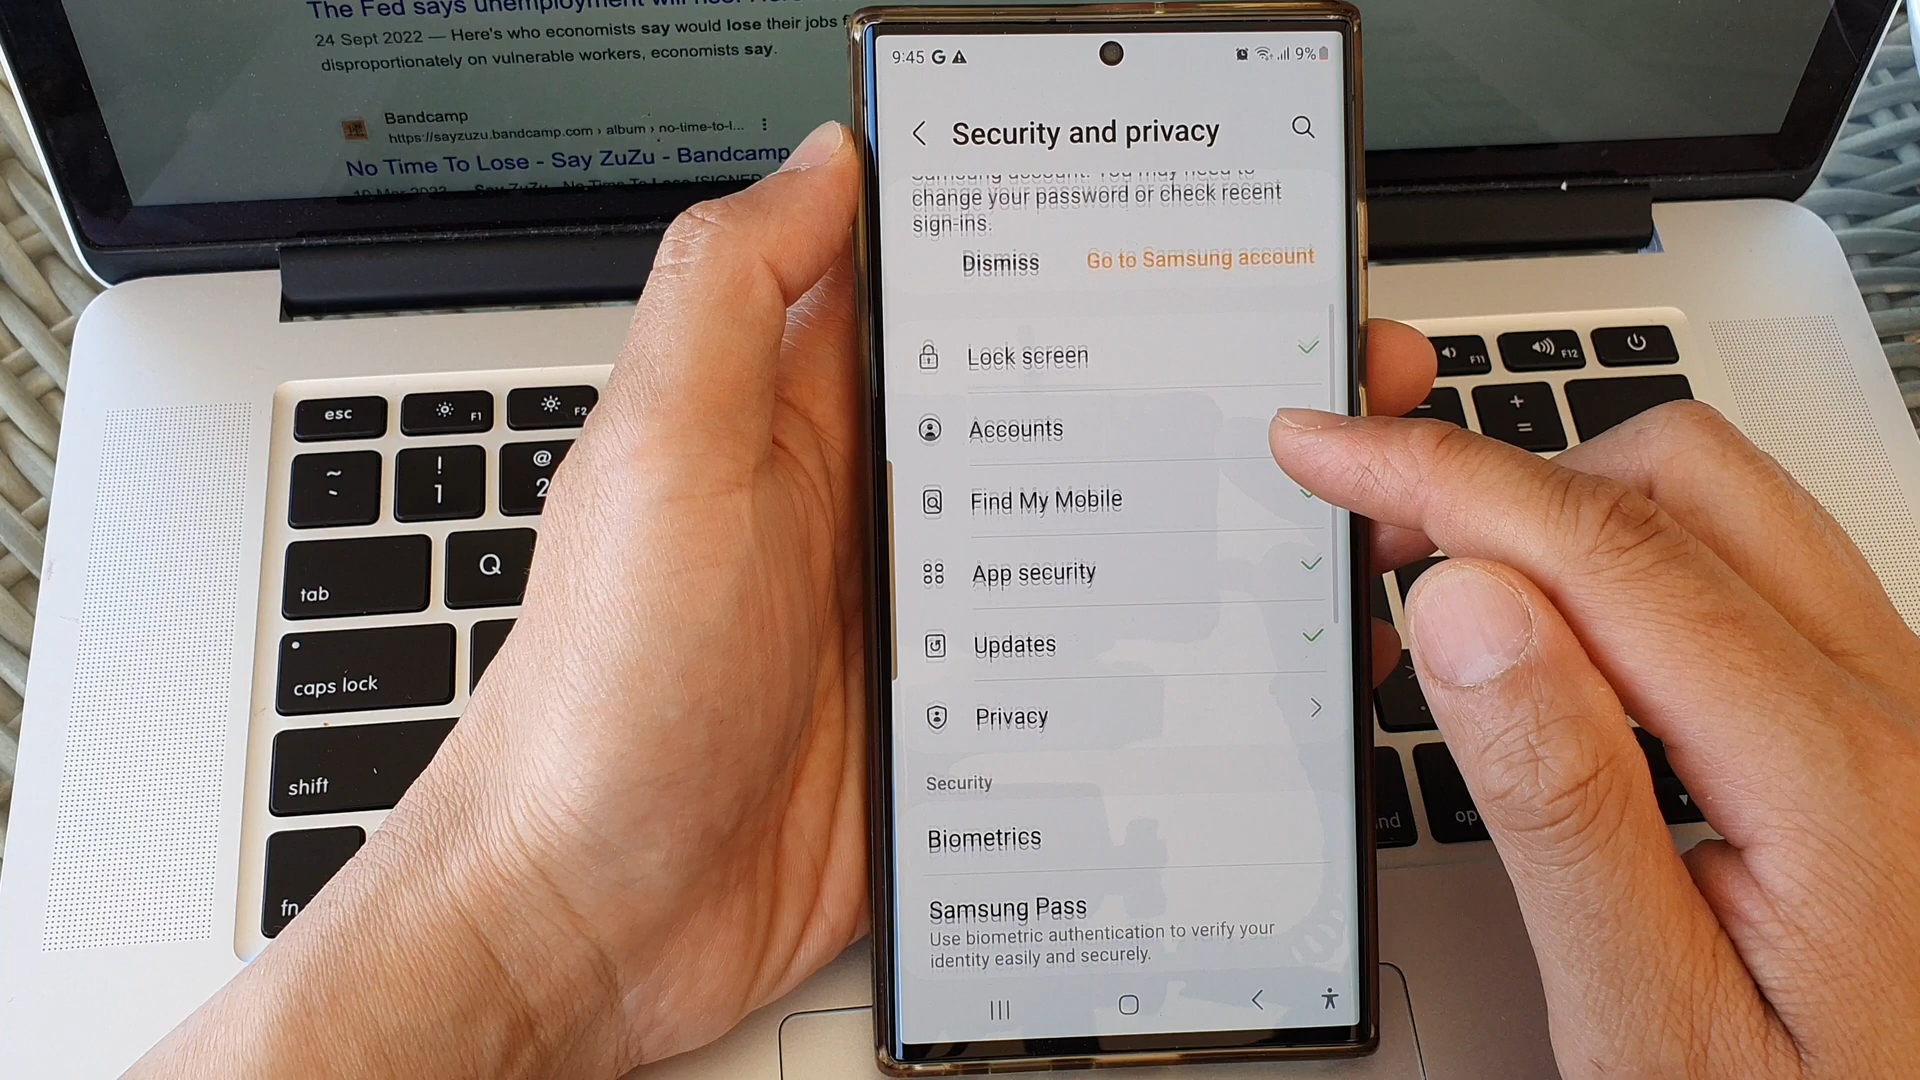 The Fed says unemployment will rise.
24 Sept 2022 — Here's who economists say would lose their jobs f
disproportionately on vulnerable workers, economists say.
Bandcamp
https://sayzuzu.bandcamp.com › album › no-time-to-l...
No Time To Lose - Say ZuZu - Bandcamp
9:45 G
9%
Security and privacy
Samsung account. You may need to
change your password or check recent
sign-ins.
Dismiss
Go to Samsung account
Lock screen
Accounts
Find My Mobile
App security
Updates
Privacy
Security
Biometrics
Samsung Pass
Use biometric authentication to verify your
identity easily and securely.
esc
F1
F2
F11
F12
~
!
1
@
2
+
=
tab
Q
caps lock
shift
fn
nd
op